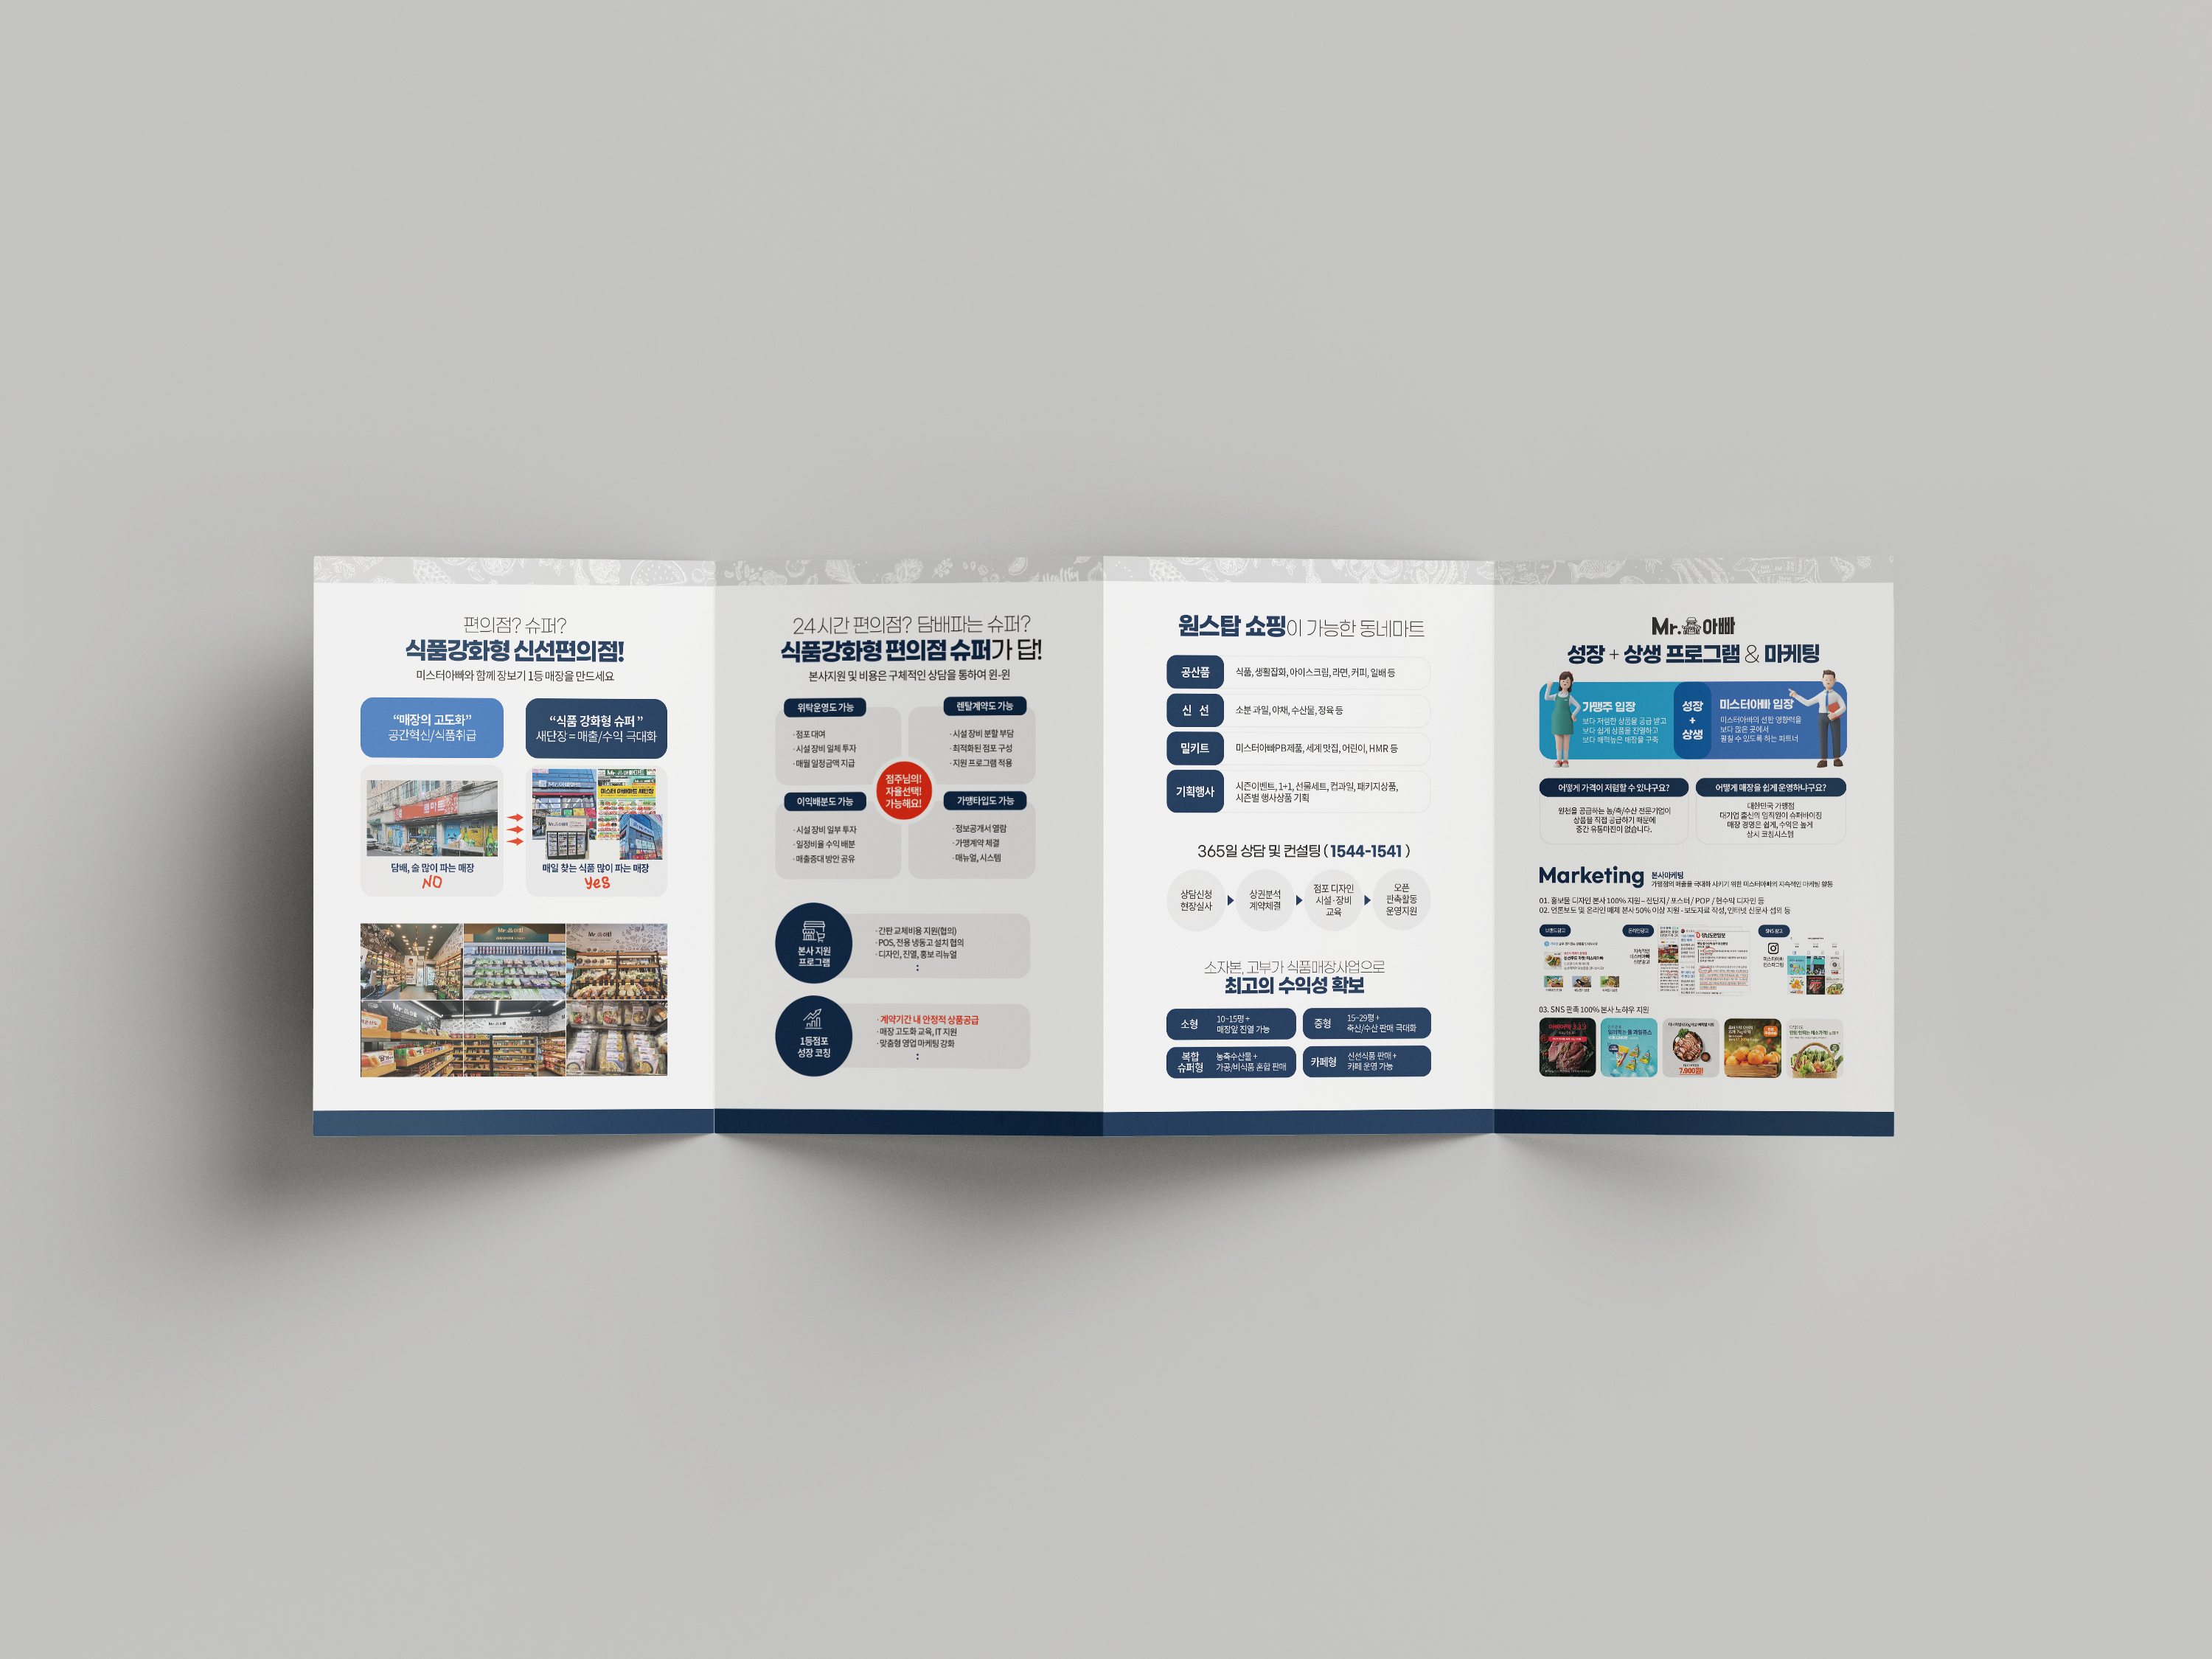 편의점? 슈퍼?
식품강화형 신선편의점!
미스터아빠와 함께 장보기 1등 매장을 만드세요
“매장의 고도화”
공간혁신/식품취급
“식품 강화형 슈퍼”
새단장 = 매출/수익 극대화
담배, 술 많이 파는 매장
NO
매일 찾는 식품 많이 파는 매장
yes
24시간 편의점? 담배파는 슈퍼?
식품강화형 편의점 슈퍼가 답!
본사지원 및 비용은 구체적인 상담을 통하여 윈-윈
위탁운영도 가능
· 점포 대여
· 시설 장비 일체 투자
· 매월 일정금액 지급
렌탈계약도 가능
· 시설 장비 분할 부담
· 최적화된 점포 구성
· 지원 프로그램 적용
점주님의!
자율선택!
가능해요!
이익배분도 가능
· 시설 장비 일부 투자
· 일정비율 수익 배분
· 매출증대 방안 공유
가맹타입도 가능
· 정보공개서 열람
· 가맹계약 체결
· 매뉴얼, 시스템
본사 지원
프로그램
· 간판 교체비용 지원(협의)
· POS, 전용 냉동고 설치 협의
· 디자인, 진열, 홍보 리뉴얼
:
1등점포
성장 코칭
· 계약기간 내 안정적 상품공급
· 매장 고도화 교육, IT 지원
· 맞춤형 영업 마케팅 강화
:
원스탑 쇼핑이 가능한 동네마트
공산품
식품, 생활잡화, 아이스크림, 라면, 커피, 일배 등
신 선
소분 과일, 야채, 수산물, 정육 등
밀키트
미스터아빠PB제품, 세계 맛집, 어린이, HMR 등
기획행사
시즌이벤트, 1+1, 선물세트, 컵과일, 패키지상품,
시즌별 행사상품 기획
365일 상담 및 컨설팅 ( 1544-1541 )
상담신청
현장실사
상권분석
계약체결
점포 디자인
시설·장비
교육
오픈
판촉활동
운영지원
소자본, 고부가 식품매장사업으로
최고의 수익성 확보
소형
10~15평 +
매장앞 진열 가능
중형
15~29평 +
축산/수산 판매 극대화
복합
슈퍼형
농축수산물 +
가공/비식품 혼합 판매
카페형
신선식품 판매 +
카페 운영 가능
Mr.아빠
성장 + 상생 프로그램 & 마케팅
가맹주 입장
보다 저렴한 상품을 공급 받고
보다 쉽게 상품을 진열하고
보다 매력높은 매장을 구축
성장
+
상생
미스터아빠 입장
미스터아빠의 선한 영향력을
보다 많은 곳에서
펼칠 수 있도록 하는 파트너
어떻게 가격이 저렴할 수 있나구요?
원천을 공급하는 농/축/수산 전문기업이
상품을 직접 공급하기 때문에
중간 유통마진이 없습니다.
어떻게 매장을 쉽게 운영하냐구요?
대한민국 가맹점
대기업 출신의 임직원이 슈퍼바이징
매장 경영은 쉽게, 수익은 높게
상시 코칭시스템
Marketing 본사마케팅
가맹점의 매출을 극대화 시키기 위한 미스터아빠의 지속적인 마케팅 활동
01. 홍보물 디자인 본사 100% 지원 – 전단지 / 포스터 / POP / 현수막 디자인 등
02. 언론보도 및 온라인 매체 본사 50% 이상 지원 - 보도자료 작성, 인터넷 신문사 섭외 등
브랜드광고
온라인광고
SNS 광고
03. SNS 판촉 100% 본사 노하우 지원
7,900원!